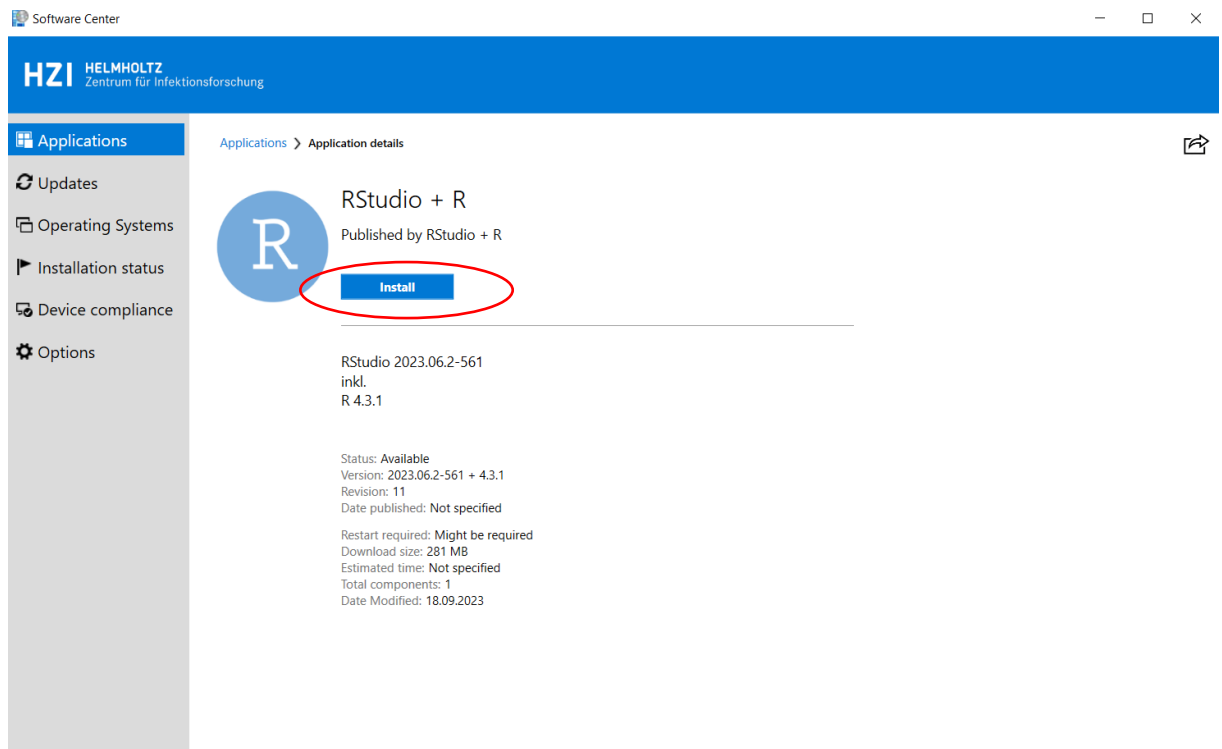 Software Center
HZI HELMHOLTZ
Zentrum für Infektionsforschung
Applications
Updates
Operating Systems
Installation status
Device compliance
Options
Applications ❯ Application details
R
RStudio + R
Published by RStudio + R
Install
RStudio 2023.06.2-561
inkl.
R 4.3.1
Status: Available
Version: 2023.06.2-561 + 4.3.1
Revision: 11
Date published: Not specified
Restart required: Might be required
Download size: 281 MB
Estimated time: Not specified
Total components: 1
Date Modified: 18.09.2023